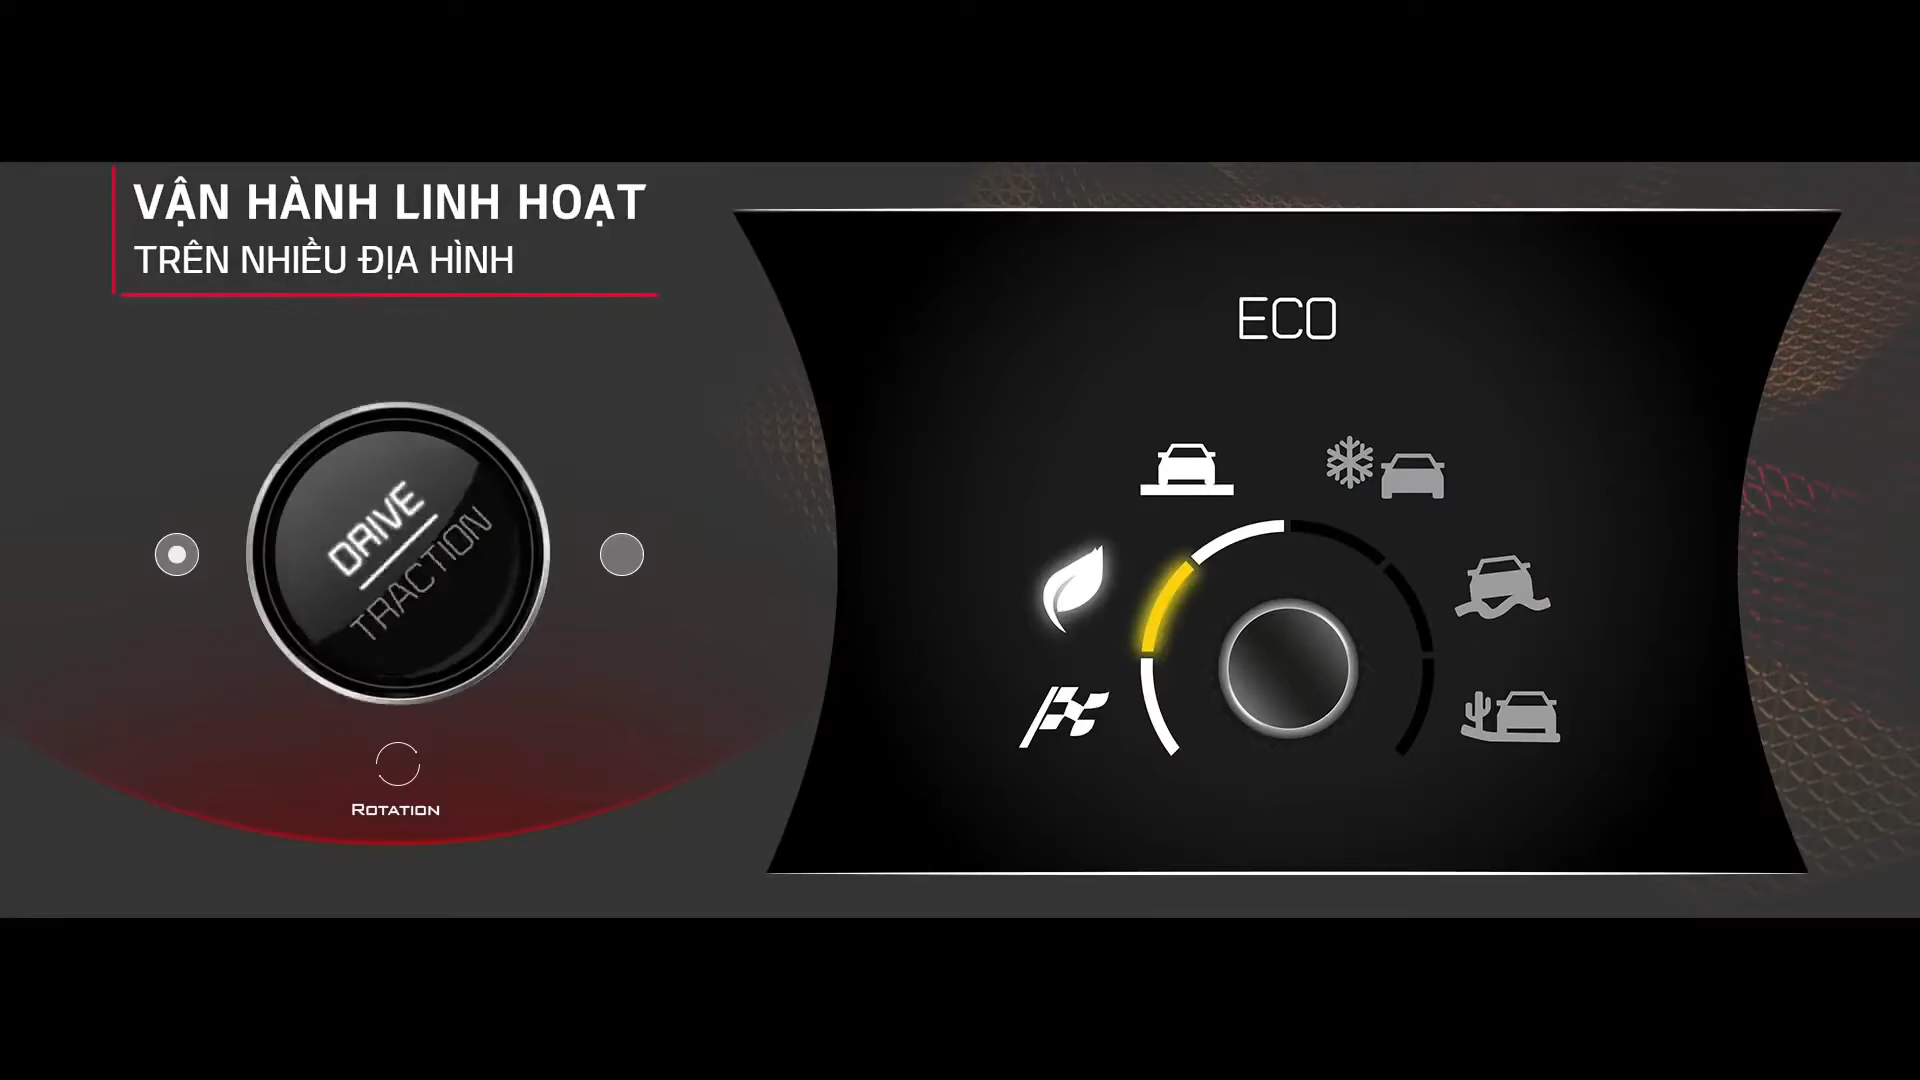 VẬN HÀNH LINH HOẠT
TRÊN NHIỀU ĐỊA HÌNH
ECO
DRIVE
TRACTION
ROTATION